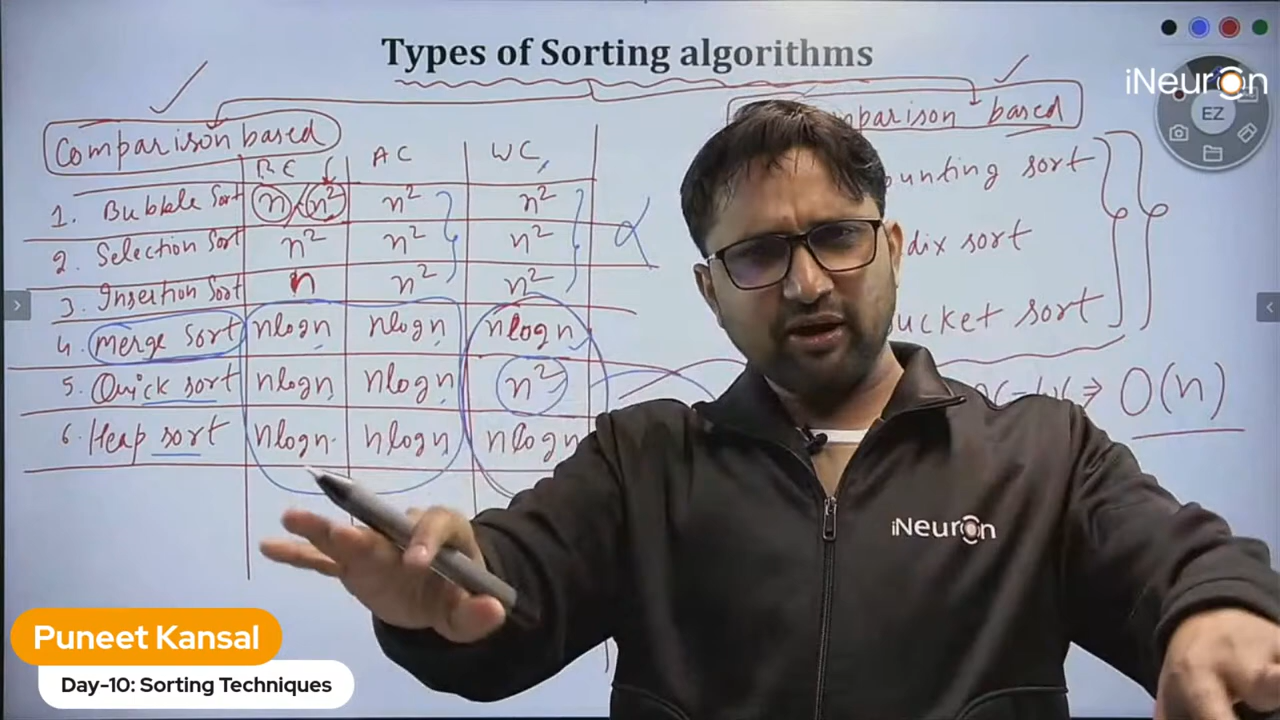 Types of Sorting algorithms
iNeuron
EZ
Comparison based
comparison based
BC AC WC
1. Bubble Sort n / n² n² n²
2. Selection Sort n² n² n²
3. Insertion Sort n n² n²
4. Merge Sort nlogn nlogn nlogn
5. Quick sort nlogn nlogn n²
6. Heap sort nlogn nlogn nlogn
ounting sort
dix sort
ucket sort
O(n)
iNeuron
Puneet Kansal
Day-10: Sorting Techniques